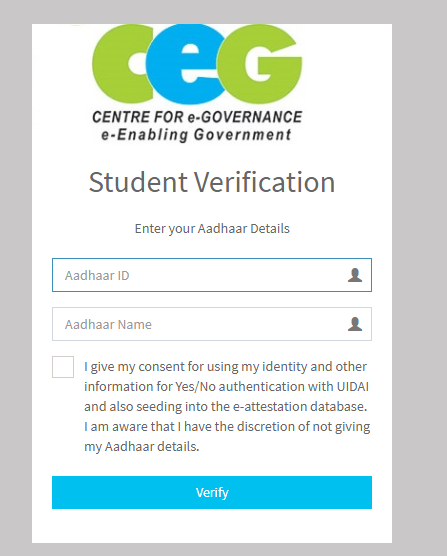 CeG
CENTRE FOR e-GOVERNANCE
e-Enabling Government
Student Verification
Enter your Aadhaar Details
Aadhaar ID
Aadhaar Name
I give my consent for using my identity and other
information for Yes/No authentication with UIDAI
and also seeding into the e-attestation database.
I am aware that I have the discretion of not giving
my Aadhaar details.
Verify